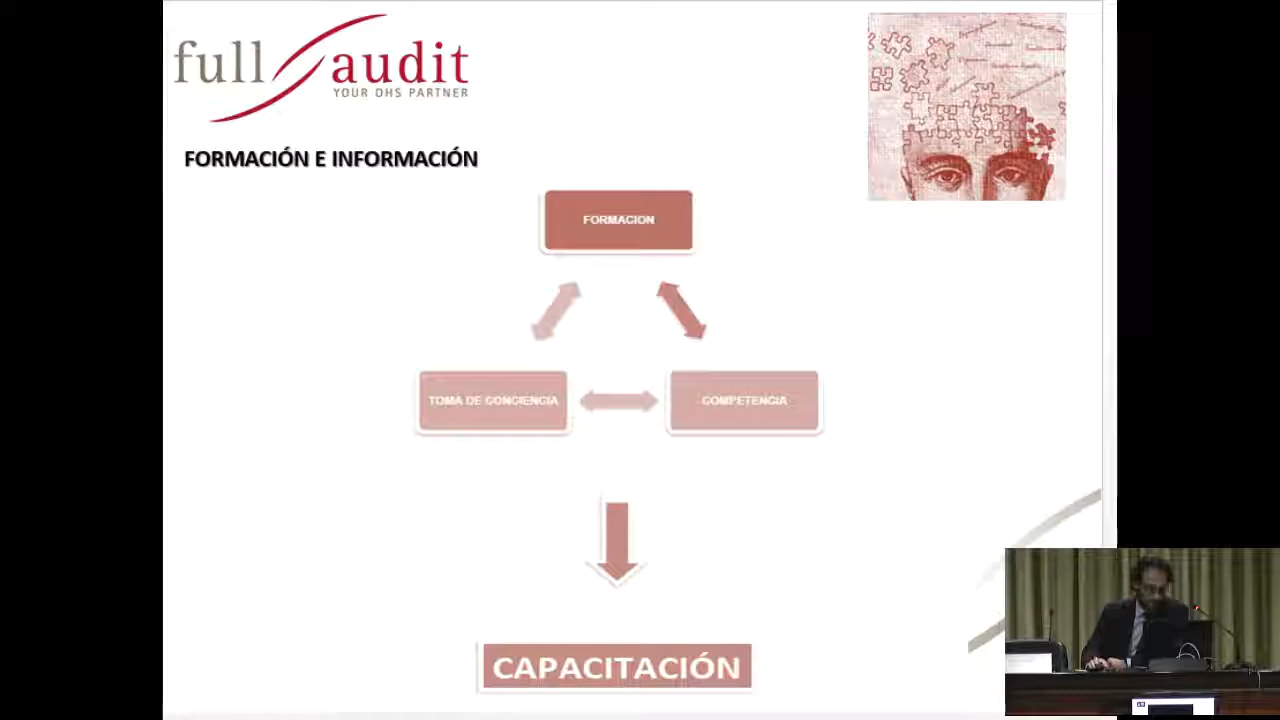 full audit
YOUR OHS PARTNER
FORMACIÓN E INFORMACIÓN
FORMACION
TOMA DE CONCIENCIA
COMPETENCIA
CAPACITACIÓN